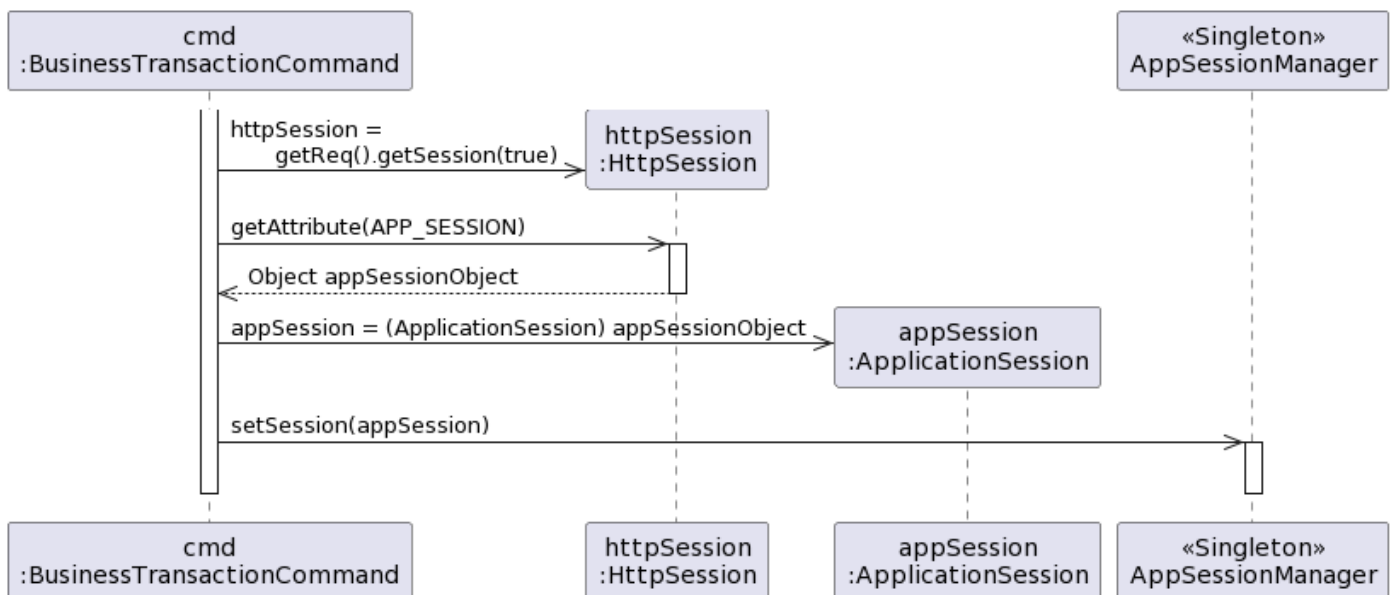 cmd
:BusinessTransactionCommand
«Singleton»
AppSessionManager
httpSession =
getReq().getSession(true)
httpSession
:HttpSession
getAttribute(APP_SESSION)
Object appSessionObject
appSession = (ApplicationSession) appSessionObject
appSession
:ApplicationSession
setSession(appSession)
cmd
:BusinessTransactionCommand
httpSession
:HttpSession
appSession
:ApplicationSession
«Singleton»
AppSessionManager